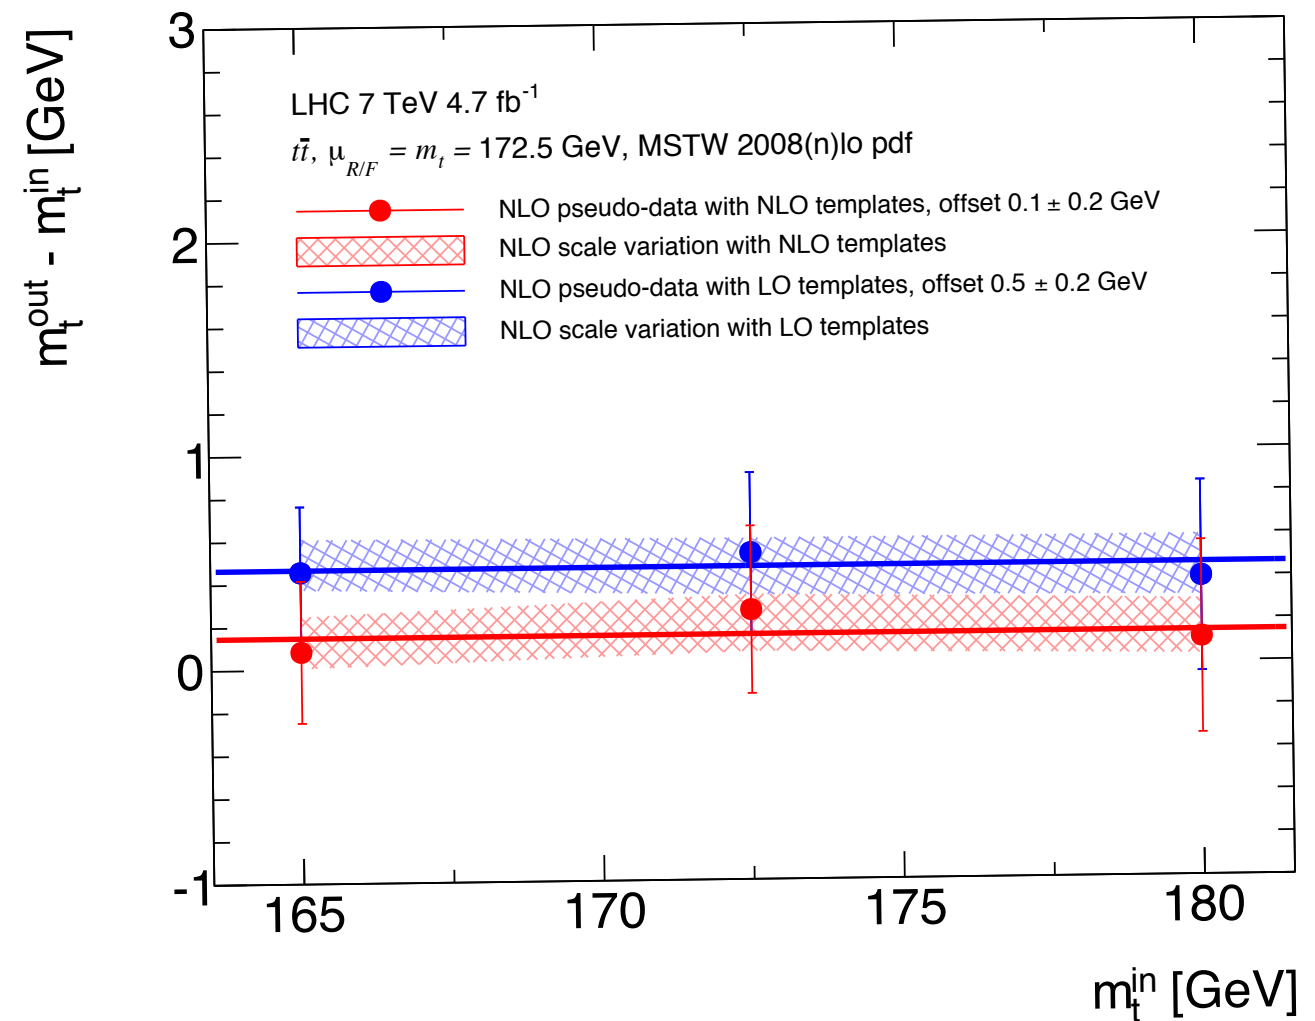 3
m_t^out - m_t^in [GeV]
LHC 7 TeV 4.7 fb^-1
tt̄, μ_R/F = m_t = 172.5 GeV, MSTW 2008(n)lo pdf
NLO pseudo-data with NLO templates, offset 0.1 ± 0.2 GeV
NLO scale variation with NLO templates
NLO pseudo-data with LO templates, offset 0.5 ± 0.2 GeV
NLO scale variation with LO templates
2
1
0
-1
165 170 175 180
m_t^in [GeV]